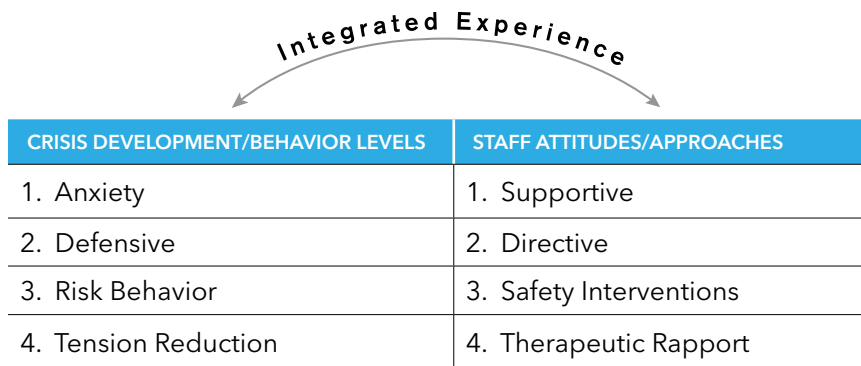 Integrated Experience
CRISIS DEVELOPMENT/BEHAVIOR LEVELS STAFF ATTITUDES/APPROACHES
1. Anxiety 1. Supportive
2. Defensive 2. Directive
3. Risk Behavior 3. Safety Interventions
4. Tension Reduction 4. Therapeutic Rapport